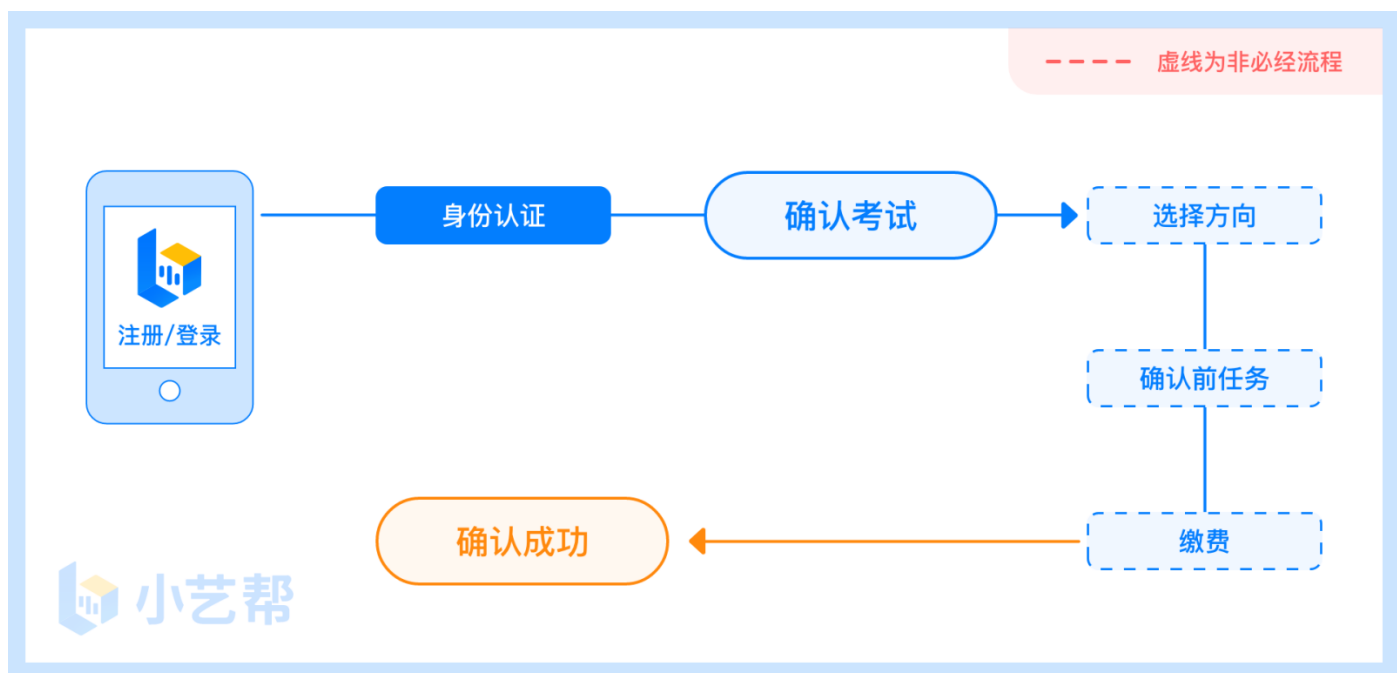 虚线为非必经流程
身份认证
确认考试
选择方向
注册/登录
确认前任务
确认成功
缴费
小艺帮